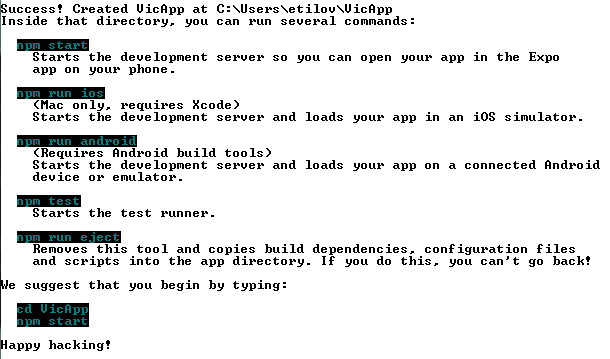 Success! Created VicApp at C:\Users\etilov\VicApp
Inside that directory, you can run several commands:
npm start
Starts the development server so you can open your app in the Expo
app on your phone.
npm run ios
(Mac only, requires Xcode)
Starts the development server and loads your app in an iOS simulator.
npm run android
(Requires Android build tools)
Starts the development server and loads your app on a connected Android
device or emulator.
npm test
Starts the test runner.
npm run eject
Removes this tool and copies build dependencies, configuration files
and scripts into the app directory. If you do this, you can't go back!
We suggest that you begin by typing:
cd VicApp
npm start
Happy hacking!